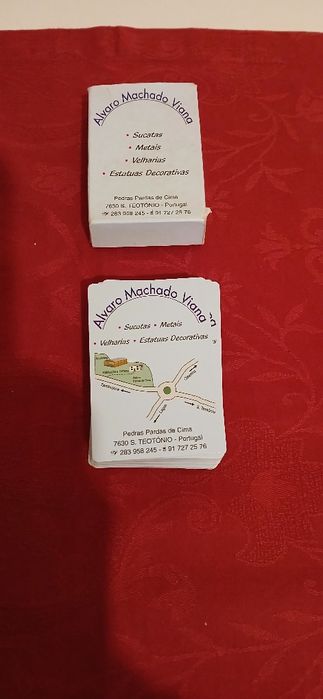 Alvaro Machado Viana
• Sucatas
• Metais
• Velharias
• Estatuas Decorativas
Pedras Pardas de Cima
7630 S. TEOTÓNIO - Portugal
☎ 283 958 245 - 91 727 25 76
Alvaro Machado Viana
• Sucatas • Metais
• Velharias • Estatuas Decorativas
S. Teotónio
Pedras Pardas de Cima
7630 S. TEOTÓNIO - Portugal
☎ 283 958 245 - 91 727 25 76